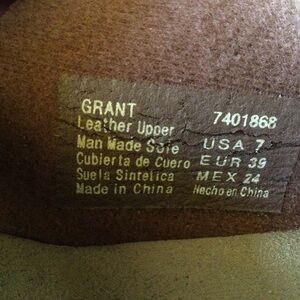 GRANT 7401868
Leather Upper
Man Made Sole USA 7
Cubierta de Cuero EUR 39
Suela Sintetica MEX 24
Made in China Hecho en China